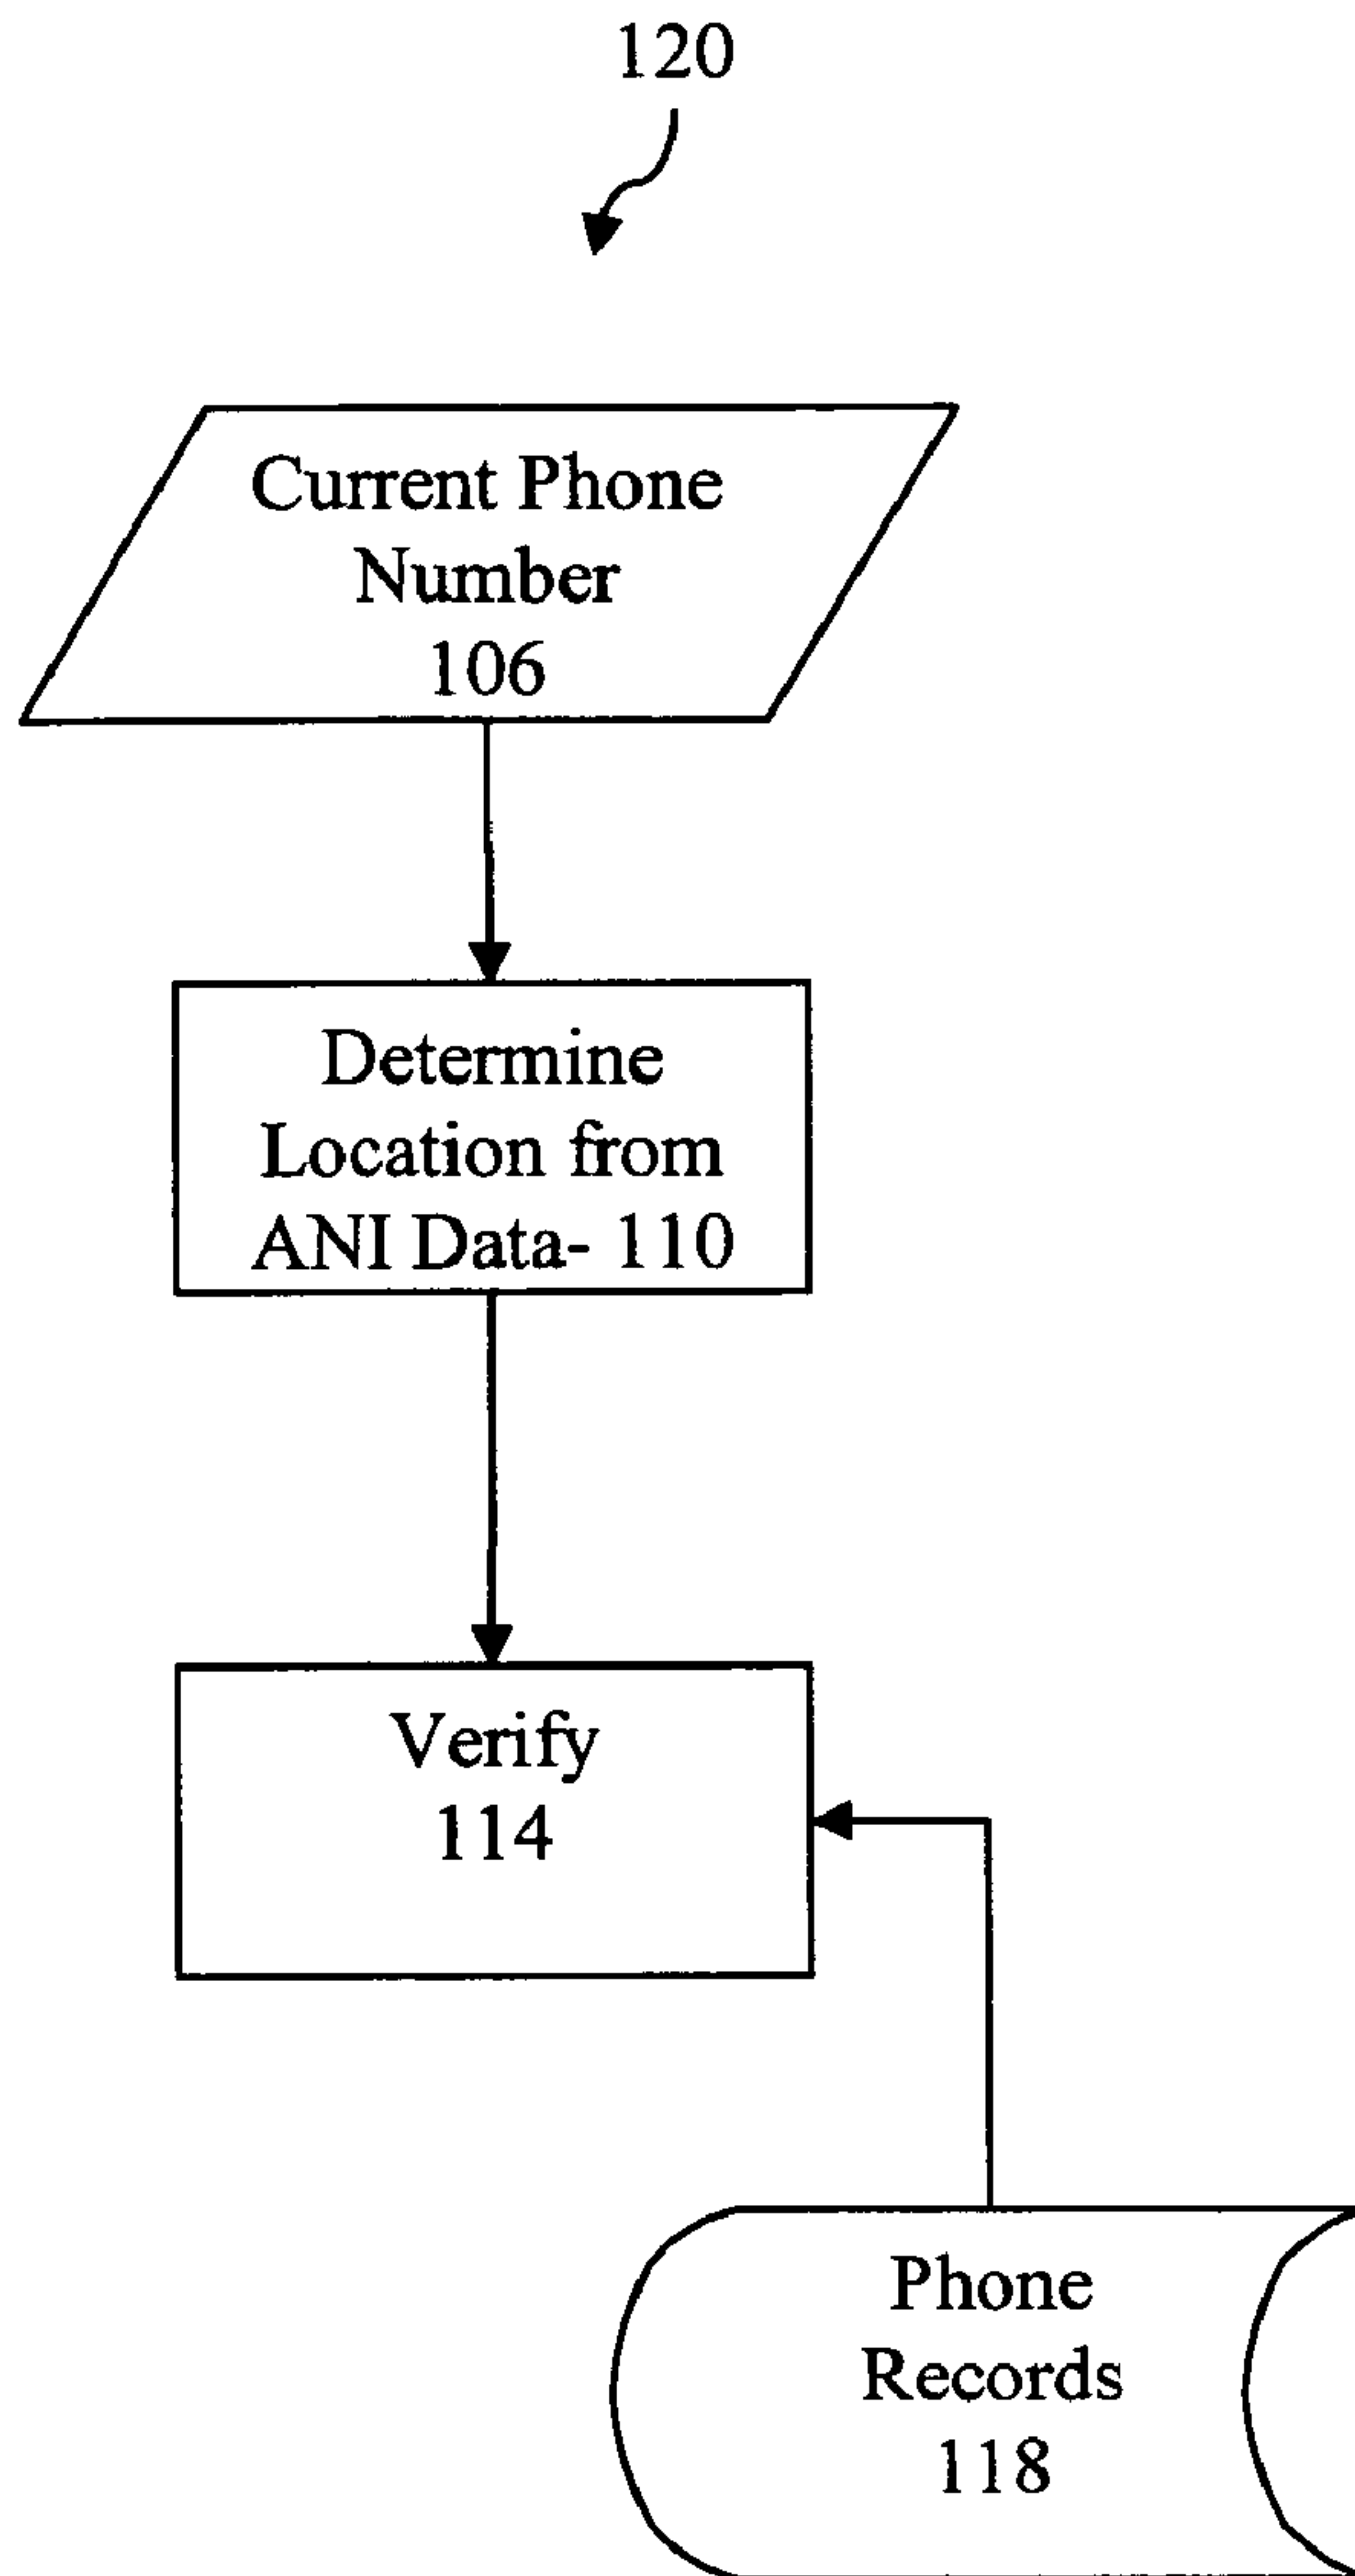 120
Current Phone
Number
106
Determine
Location from
ANI Data- 110
Verify
114
Phone
Records
118